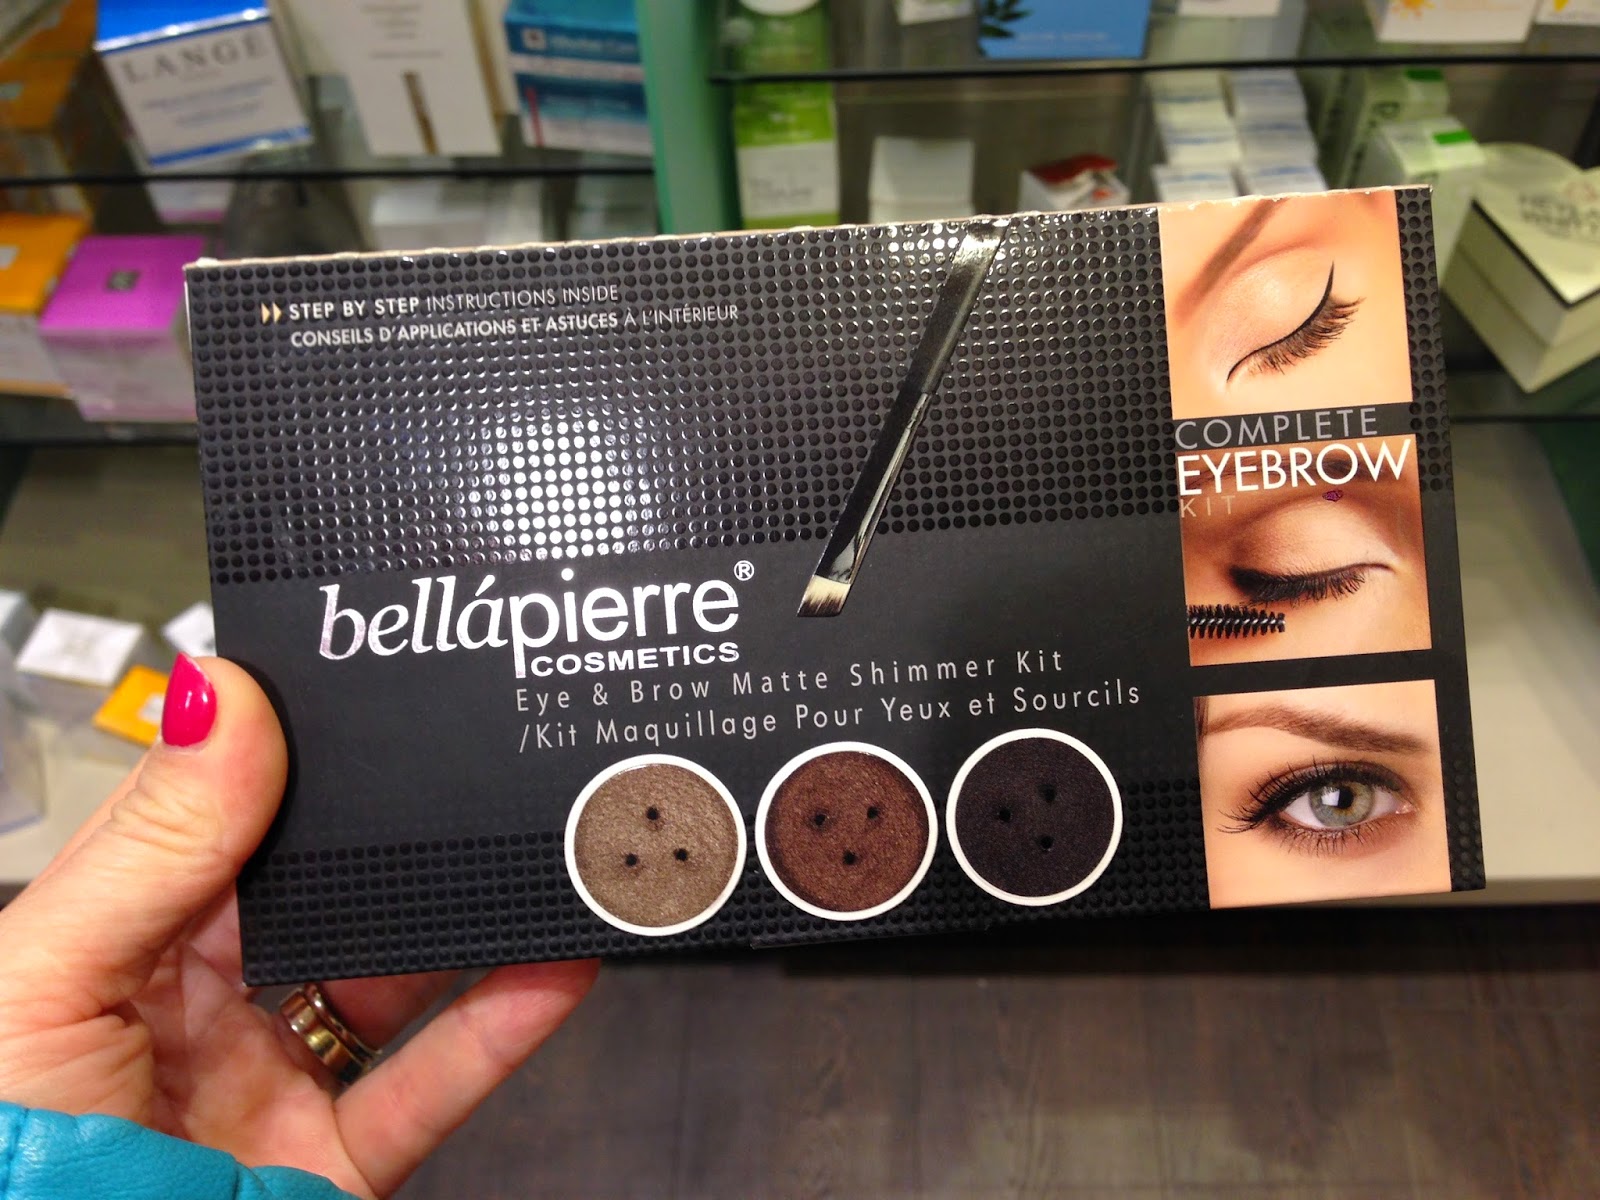 LANGÉ
STEP BY STEP INSTRUCTIONS INSIDE
CONSEILS D'APPLICATIONS ET ASTUCES À L'INTÉRIEUR
COMPLETE
EYEBROW
KIT
bellápierre®
COSMETICS
Eye & Brow Matte Shimmer Kit
/Kit Maquillage Pour Yeux et Sourcils